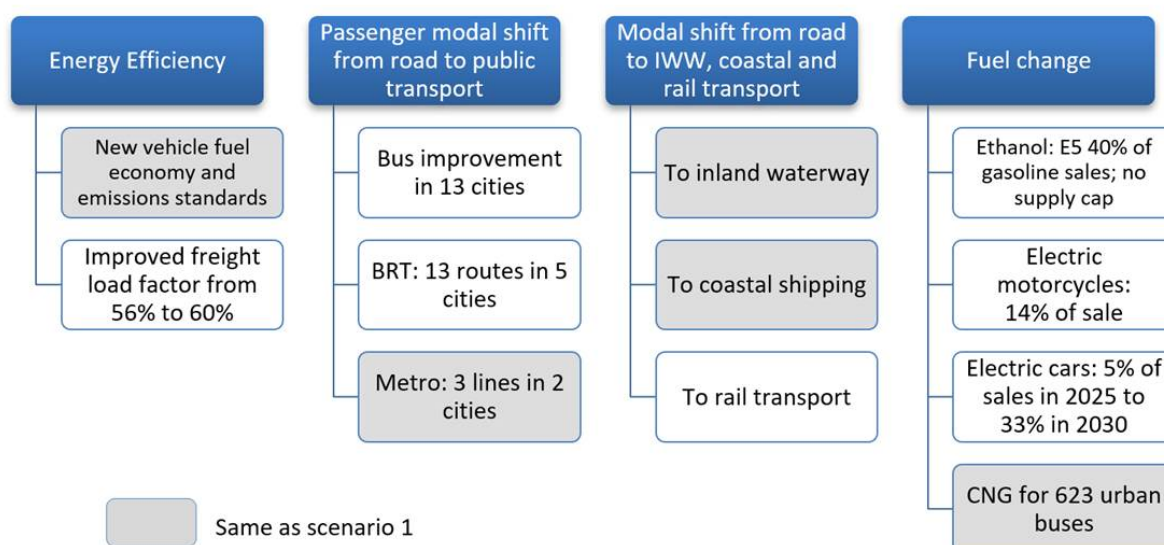 Energy Efficiency
New vehicle fuel
economy and
emissions standards
Improved freight
load factor from
56% to 60%
Passenger modal shift
from road to public
transport
Bus improvement
in 13 cities
BRT: 13 routes in 5
cities
Metro: 3 lines in 2
cities
Modal shift from road
to IWW, coastal and
rail transport
To inland waterway
To coastal shipping
To rail transport
Fuel change
Ethanol: E5 40% of
gasoline sales; no
supply cap
Electric
motorcycles:
14% of sale
Electric cars: 5% of
sales in 2025 to
33% in 2030
CNG for 623 urban
buses
Same as scenario 1